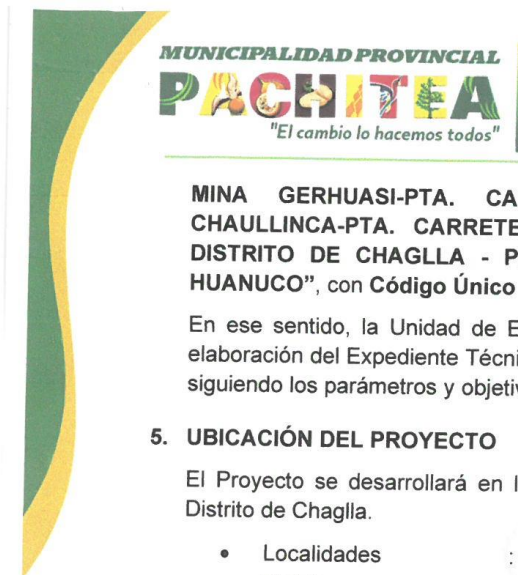 MUNICIPALIDAD PROVINCIAL
PACHITEA
"El cambio lo hacemos todos"
MINA GERHUASI-PTA. CA
CHAULLINCA-PTA. CARRETE
DISTRITO DE CHAGLLA - P
HUANUCO", con Código Único
En ese sentido, la Unidad de E
elaboración del Expediente Técni
siguiendo los parámetros y objetiv
5. UBICACIÓN DEL PROYECTO
El Proyecto se desarrollará en l
Distrito de Chaglla.
• Localidades :